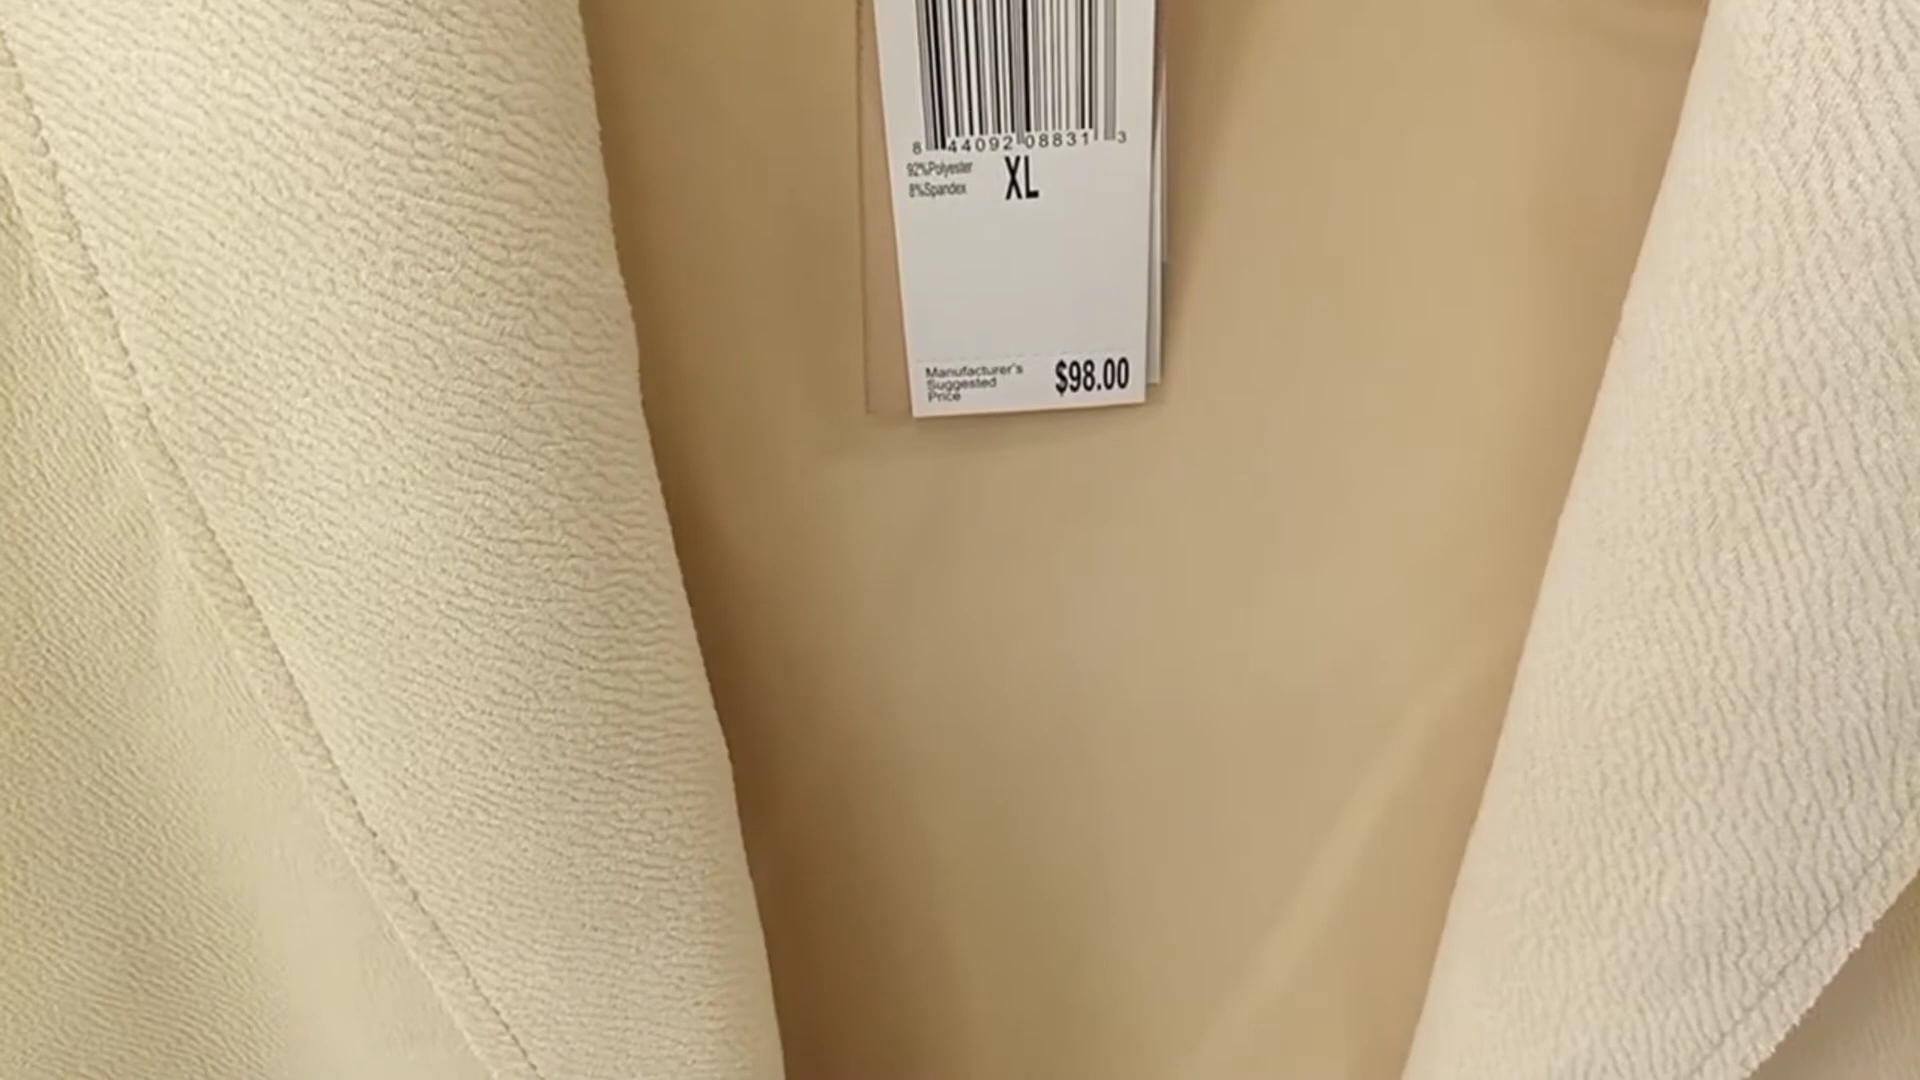 8 44092 08831 3
92%Polyester
8%Spandex
XL
Manufacturer's
Suggested
Price
$98.00